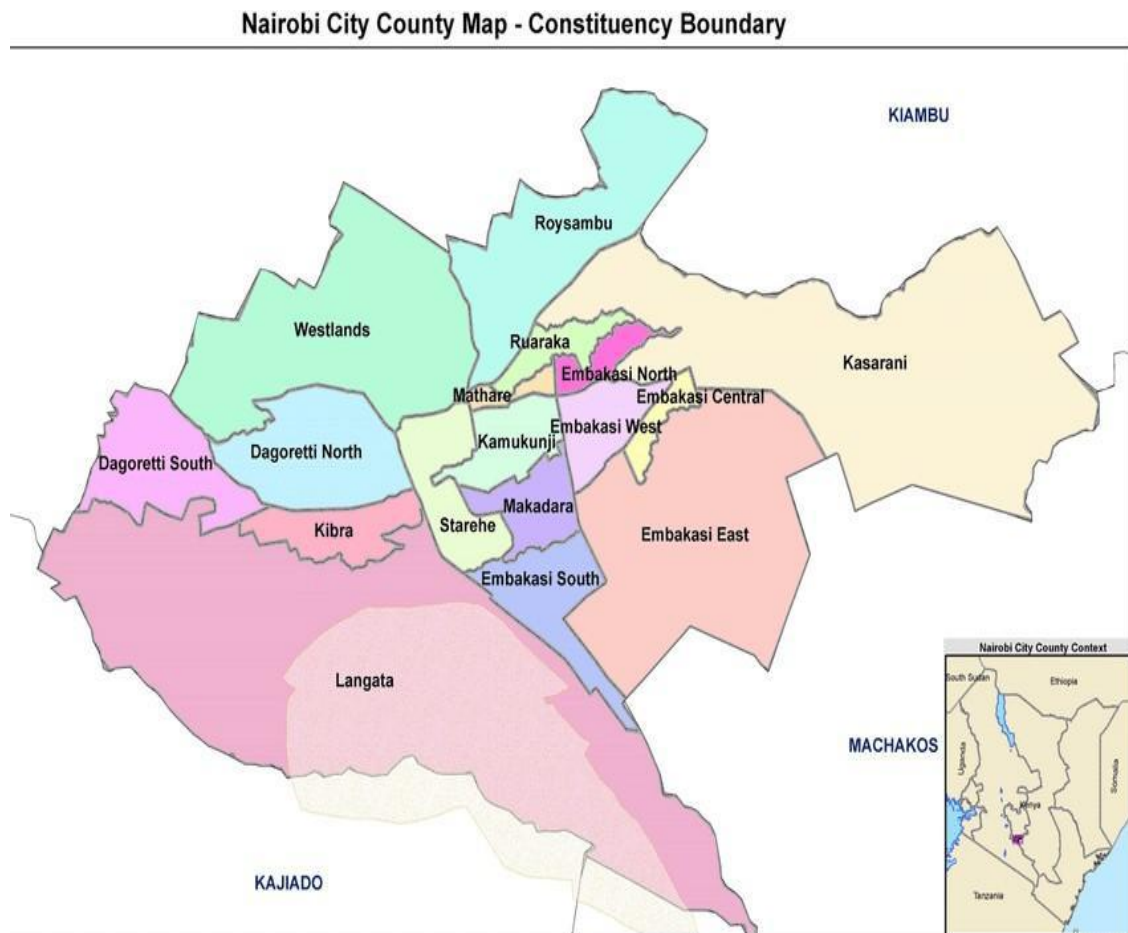 Nairobi City County Map - Constituency Boundary
KIAMBU
Roysambu
Westlands
Ruaraka
Kasarani
Embakasi North
Mathare
Embakasi Central
Embakasi West
Kamukunji
Dagoretti North
Dagoretti South
Makadara
Starehe
Kibra
Embakasi East
Embakasi South
Langata
MACHAKOS
KAJIADO
Nairobi City County Context
South Sudan
Ethiopia
Uganda
Somalia
Kenya
Tanzania